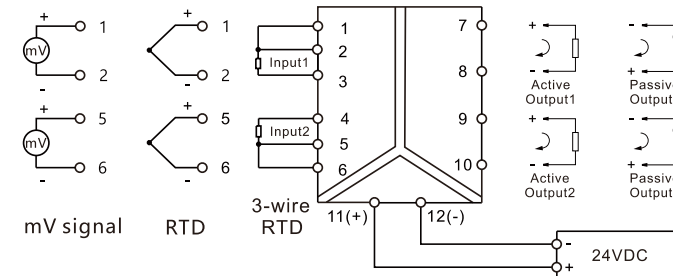 +
1
mV
2
-
+
5
mV
6
-
mV signal
+
1
2
-
+
5
6
-
RTD
Input1
Input2
3-wire
RTD
1
2
3
4
5
6
7
8
9
10
11(+)
12(-)
+
-
Active
Output1
+
-
Active
Output2
-
+
Passive
Output
-
+
Passive
Output
-
24VDC
+